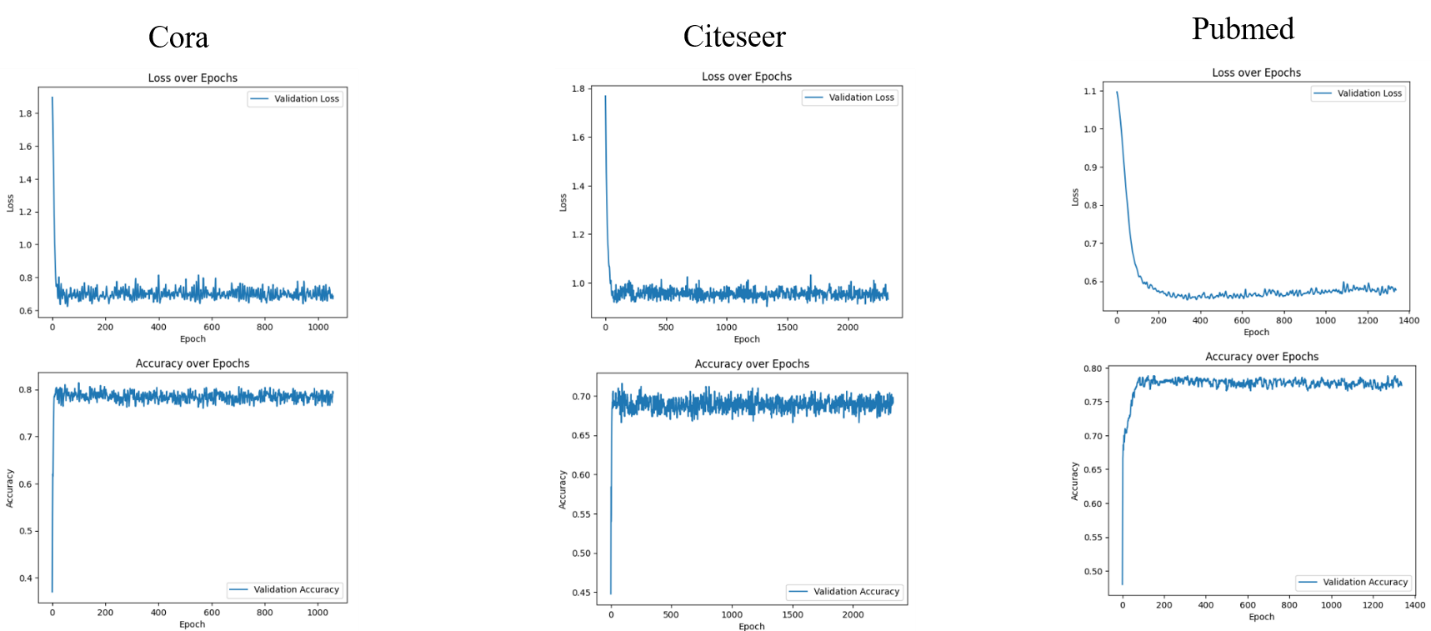 Cora
Citeseer
Pubmed
Loss over Epochs
Validation Loss
1.8
1.6
1.4
1.2
1.0
0.8
0.6
Loss
0
200
400
600
800
1000
Epoch
Loss over Epochs
Validation Loss
1.8
1.6
1.4
1.2
1.0
Loss
0
500
1000
1500
2000
Epoch
Loss over Epochs
Validation Loss
1.1
1.0
0.9
0.8
0.7
0.6
Loss
0
200
400
600
800
1000
1200
1400
Epoch
Accuracy over Epochs
0.8
0.7
0.6
0.5
0.4
Accuracy
Validation Accuracy
0
200
400
600
800
1000
Epoch
Accuracy over Epochs
0.70
0.65
0.60
0.55
0.50
0.45
Accuracy
Validation Accuracy
0
500
1000
1500
2000
Epoch
Accuracy over Epochs
0.80
0.75
0.70
0.65
0.60
0.55
0.50
Accuracy
Validation Accuracy
0
200
400
600
800
1000
1200
1400
Epoch